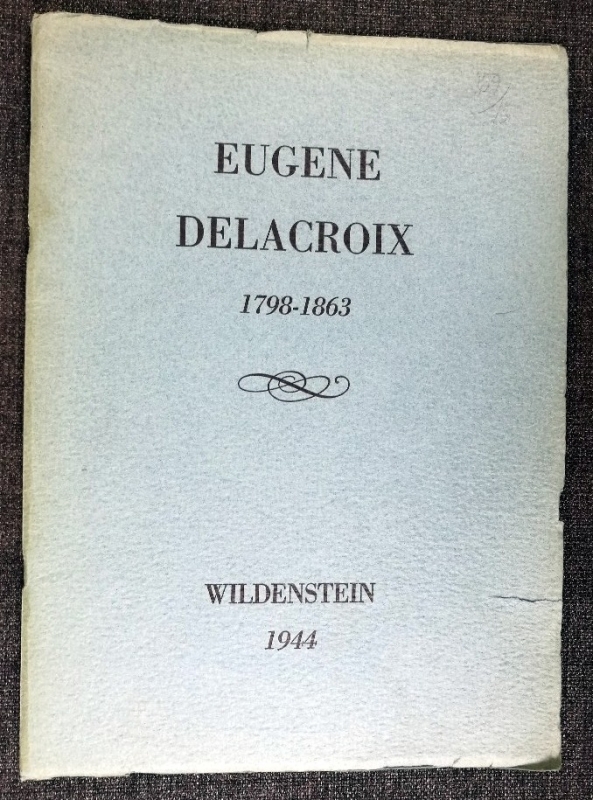 EUGENE
DELACROIX
1798-1863
WILDENSTEIN
1944